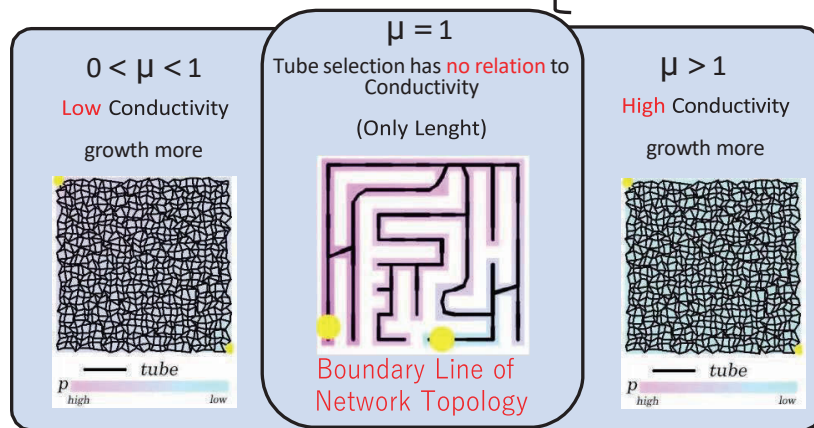 0 < μ < 1
Low Conductivity
growth more
tube
p
high low
μ = 1
Tube selection has no relation to
Conductivity
(Only Lenght)
Boundary Line of
Network Topology
μ > 1
High Conductivity
growth more
tube
p
high low